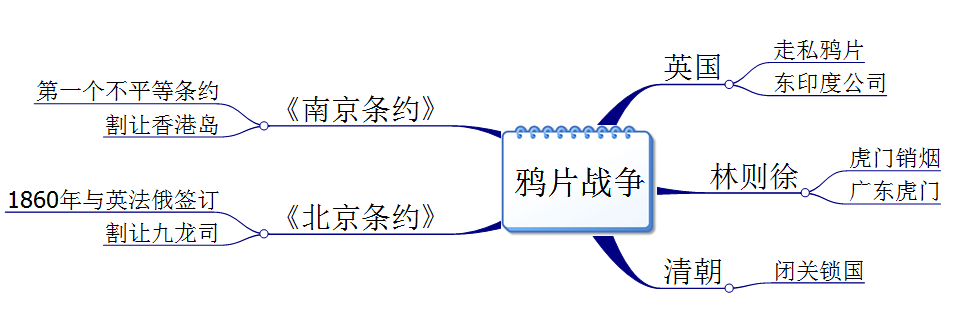 鸦片战争
英国
走私鸦片
东印度公司
林则徐
虎门销烟
广东虎门
清朝
闭关锁国
《南京条约》
第一个不平等条约
割让香港岛
《北京条约》
1860年与英法俄签订
割让九龙司